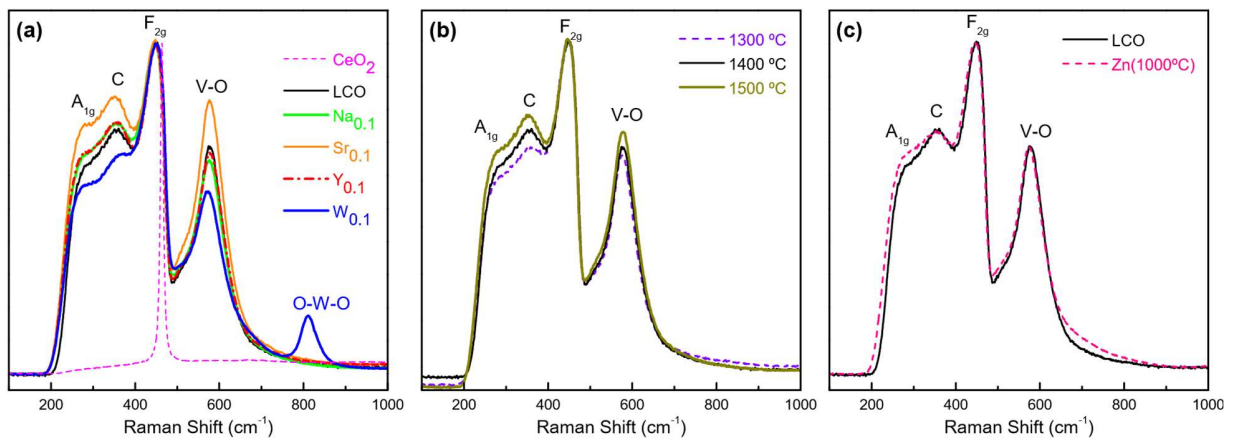 (a)
F2g
C
A1g
V-O
O-W-O
CeO2
LCO
Na0.1
Sr0.1
Y0.1
W0.1
200 400 600 800 1000
Raman Shift (cm-1)
(b)
F2g
C
A1g
V-O
1300 ºC
1400 ºC
1500 ºC
200 400 600 800 1000
Raman Shift (cm-1)
(c)
F2g
C
A1g
V-O
LCO
Zn(1000ºC)
200 400 600 800 1000
Raman Shift (cm-1)